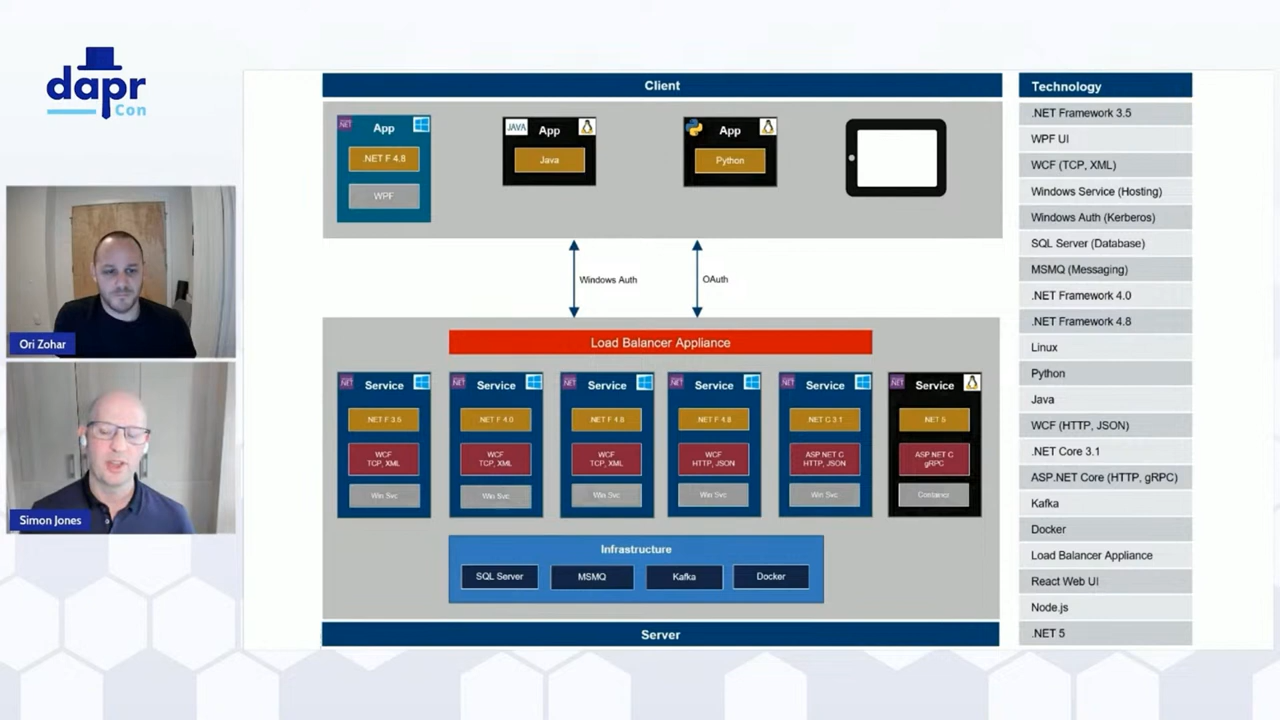 dapr
Con
Ori Zohar
Simon Jones
Client
.NET
App
.NET F 4.8
WPF
JAVA
App
Java
App
Python
Windows Auth
OAuth
Load Balancer Appliance
.NET
Service
.NET F 3.5
WCF
TCP, XML
Win Svc
.NET
Service
.NET F 4.0
WCF
TCP, XML
Win Svc
.NET
Service
.NET F 4.8
WCF
TCP, XML
Win Svc
.NET
Service
.NET F 4.8
WCF
HTTP, JSON
Win Svc
.NET
Service
.NET C 3.1
ASP.NET C
HTTP, JSON
Win Svc
.NET
Service
.NET 5
ASP.NET C
gRPC
Container
Infrastructure
SQL Server
MSMQ
Kafka
Docker
Server
Technology
.NET Framework 3.5
WPF UI
WCF (TCP, XML)
Windows Service (Hosting)
Windows Auth (Kerberos)
SQL Server (Database)
MSMQ (Messaging)
.NET Framework 4.0
.NET Framework 4.8
Linux
Python
Java
WCF (HTTP, JSON)
.NET Core 3.1
ASP.NET Core (HTTP, gRPC)
Kafka
Docker
Load Balancer Appliance
React Web UI
Node.js
.NET 5